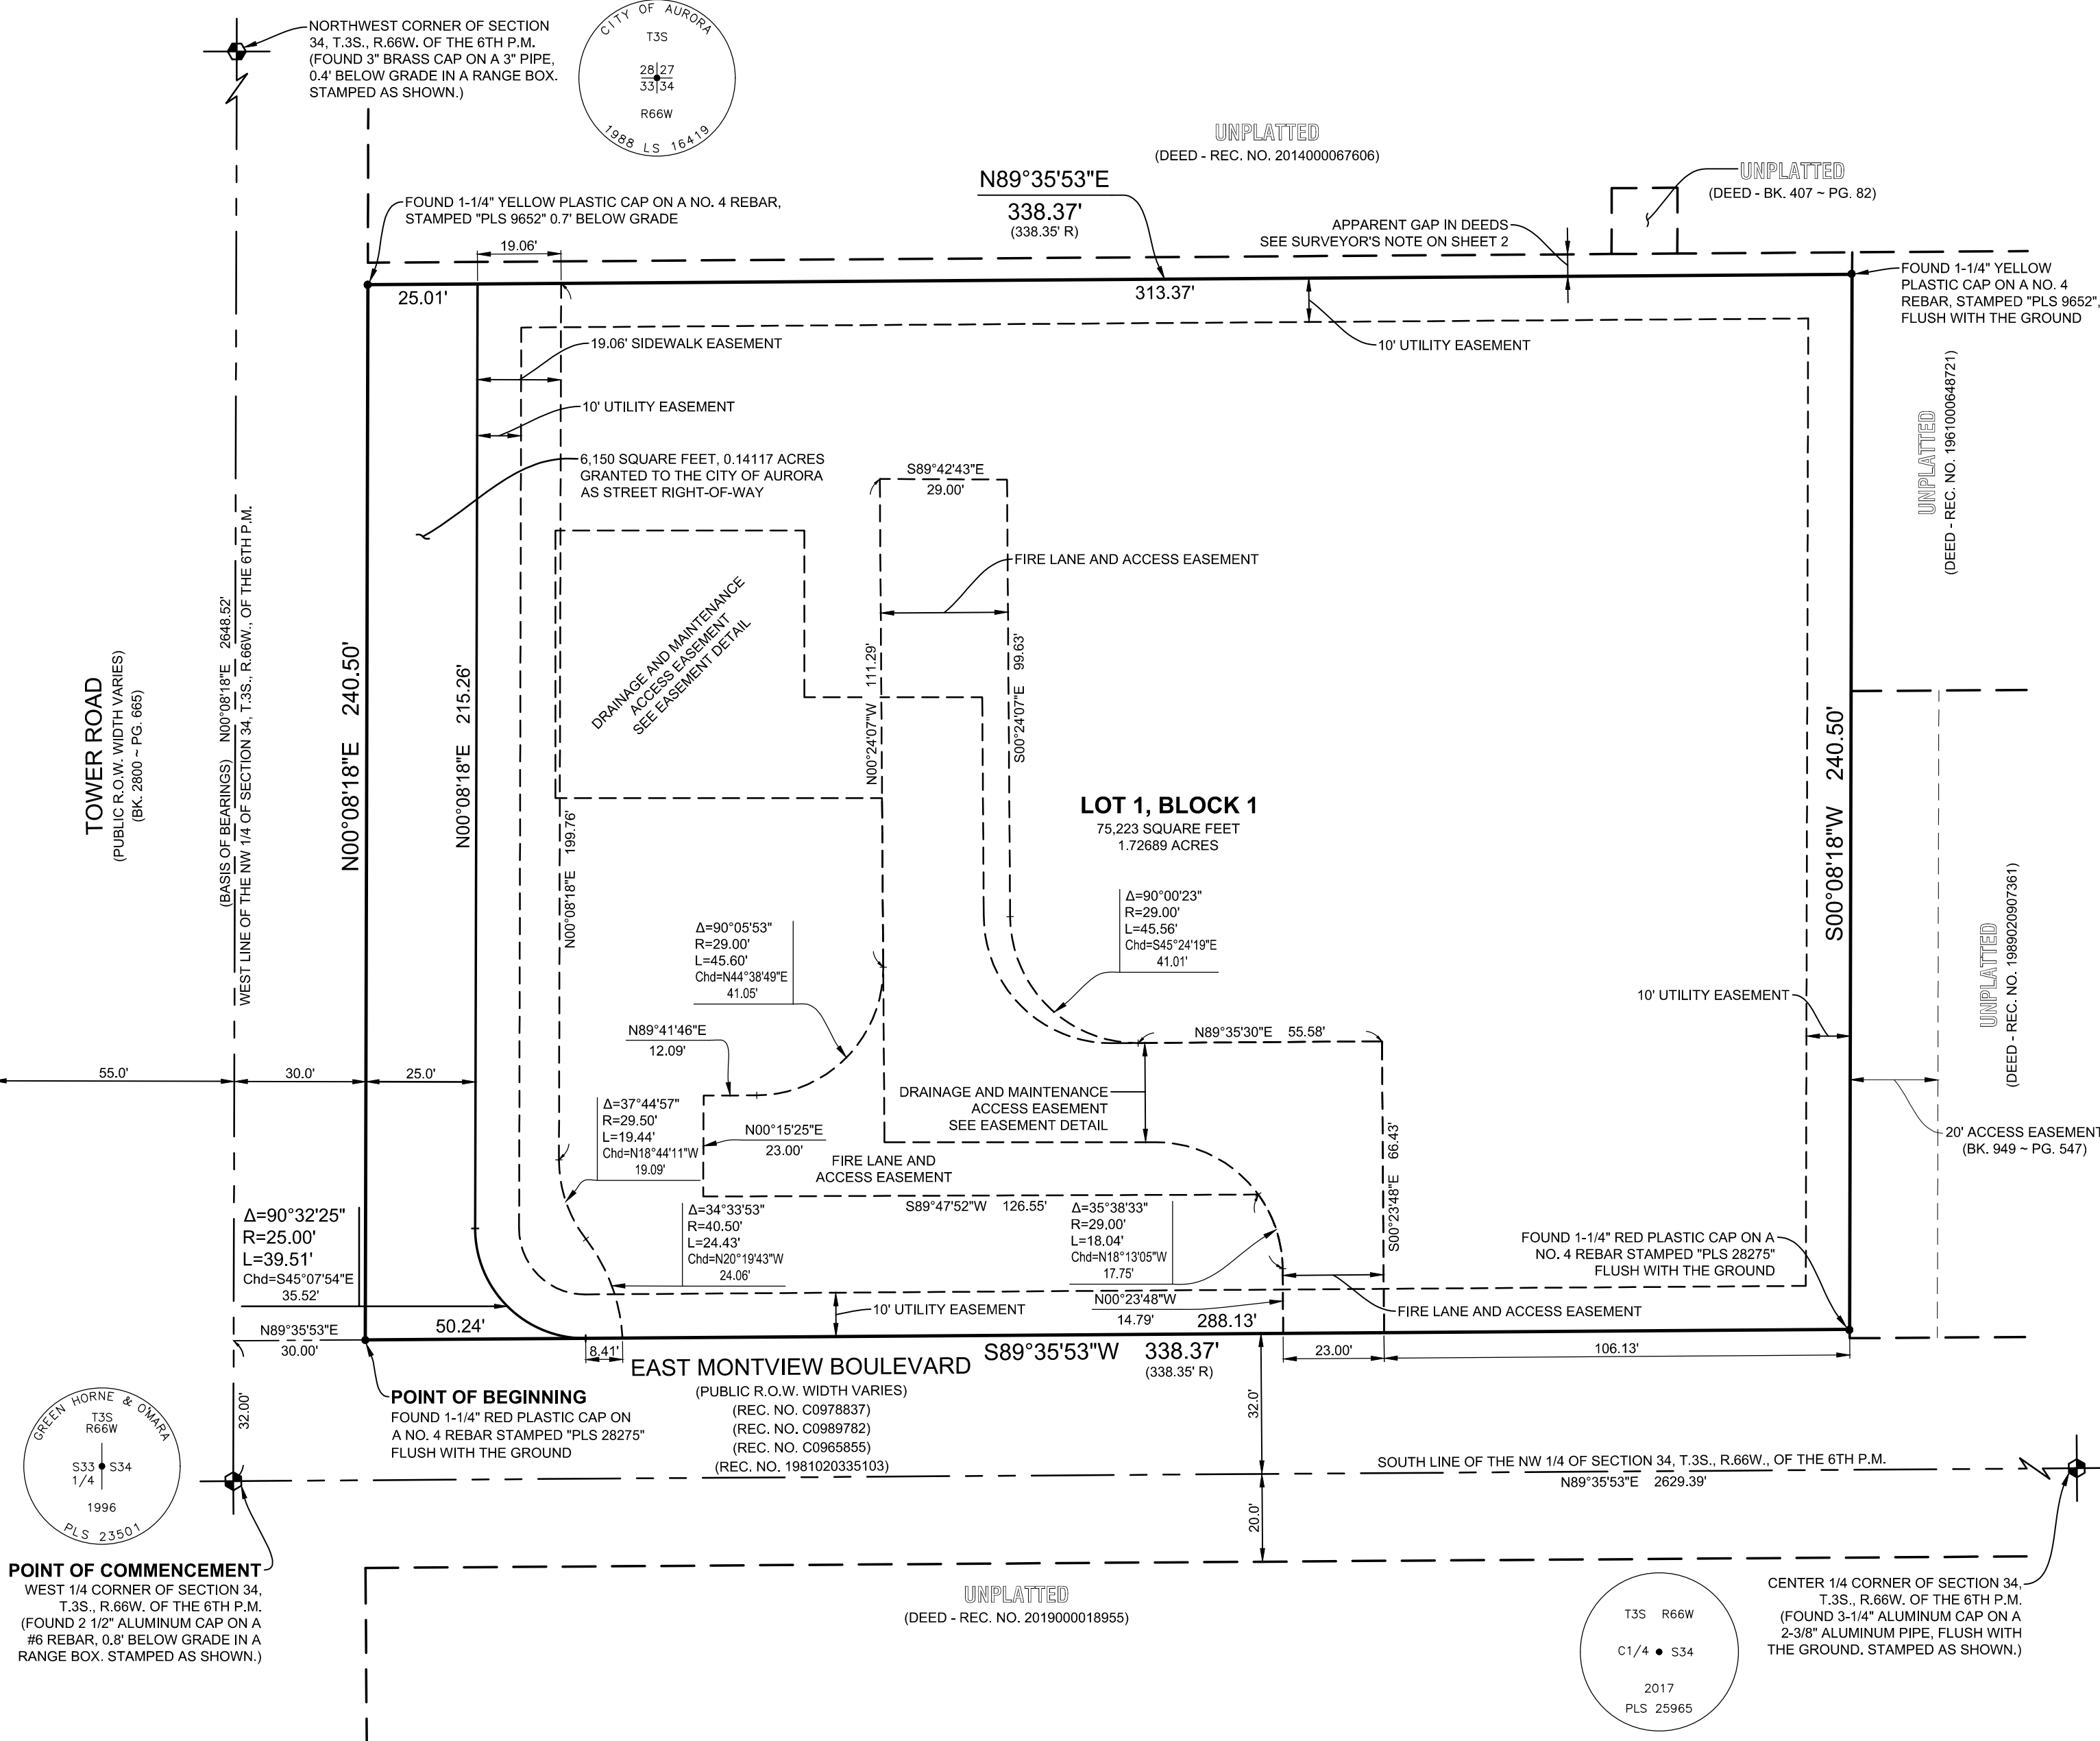 NORTHWEST CORNER OF SECTION
34, T.3S., R.66W. OF THE 6TH P.M.
(FOUND 3" BRASS CAP ON A 3" PIPE,
0.4' BELOW GRADE IN A RANGE BOX.
STAMPED AS SHOWN.)
CITY OF AURORA
T3S
28|27
33|34
R66W
1988 LS 16419
UNPLATTED
(DEED - REC. NO. 2014000067606)
UNPLATTED
(DEED - BK. 407 ~ PG. 82)
N89°35'53"E
338.37'
(338.35' R)
FOUND 1-1/4" YELLOW PLASTIC CAP ON A NO. 4 REBAR,
STAMPED "PLS 9652" 0.7' BELOW GRADE
APPARENT GAP IN DEEDS
SEE SURVEYOR'S NOTE ON SHEET 2
19.06'
25.01'
313.37'
FOUND 1-1/4" YELLOW
PLASTIC CAP ON A NO. 4
REBAR, STAMPED "PLS 9652",
FLUSH WITH THE GROUND
19.06' SIDEWALK EASEMENT
10' UTILITY EASEMENT
10' UTILITY EASEMENT
6,150 SQUARE FEET, 0.14117 ACRES
GRANTED TO THE CITY OF AURORA
AS STREET RIGHT-OF-WAY
S89°42'43"E
29.00'
FIRE LANE AND ACCESS EASEMENT
UNPLATTED
(DEED - REC. NO. 1961000648721)
DRAINAGE AND MAINTENANCE
ACCESS EASEMENT
SEE EASEMENT DETAIL
TOWER ROAD
(PUBLIC R.O.W. WIDTH VARIES)
(BK. 2800 ~ PG. 665)
(BASIS OF BEARINGS) N00°08'18"E 2648.52'
WEST LINE OF THE NW 1/4 OF SECTION 34, T.3S., R.66W., OF THE 6TH P.M.
N00°08'18"E 240.50'
N00°08'18"E 215.26'
N00°08'18"E 199.76'
N00°24'07"W 111.29'
S00°24'07"E 99.63'
LOT 1, BLOCK 1
75,223 SQUARE FEET
1.72689 ACRES
S00°08'18"W 240.50'
Δ=90°05'53"
R=29.00'
L=45.60'
Chd=N44°38'49"E
41.05'
Δ=90°00'23"
R=29.00'
L=45.56'
Chd=S45°24'19"E
41.01'
UNPLATTED
(DEED - REC. NO. 1989020907361)
10' UTILITY EASEMENT
N89°41'46"E
12.09'
N89°35'30"E 55.58'
55.0'
30.0'
25.0'
Δ=37°44'57"
R=29.50'
L=19.44'
Chd=N18°44'11"W
19.09'
DRAINAGE AND MAINTENANCE
ACCESS EASEMENT
SEE EASEMENT DETAIL
N00°15'25"E
23.00'
FIRE LANE AND
ACCESS EASEMENT
S89°47'52"W 126.55'
S00°23'48"E 66.43'
20' ACCESS EASEMENT
(BK. 949 ~ PG. 547)
Δ=90°32'25"
R=25.00'
L=39.51'
Chd=S45°07'54"E
35.52'
Δ=34°33'53"
R=40.50'
L=24.43'
Chd=N20°19'43"W
24.06'
Δ=35°38'33"
R=29.00'
L=18.04'
Chd=N18°13'05"W
17.75'
FOUND 1-1/4" RED PLASTIC CAP ON A
NO. 4 REBAR STAMPED "PLS 28275"
FLUSH WITH THE GROUND
10' UTILITY EASEMENT
N00°23'48"W
14.79'
FIRE LANE AND ACCESS EASEMENT
N89°35'53"E
30.00'
50.24'
288.13'
8.41'
EAST MONTVIEW BOULEVARD
(PUBLIC R.O.W. WIDTH VARIES)
(REC. NO. C0978837)
(REC. NO. C0989782)
(REC. NO. C0965855)
(REC. NO. 1981020335103)
S89°35'53"W 338.37'
(338.35' R)
23.00'
106.13'
POINT OF BEGINNING
FOUND 1-1/4" RED PLASTIC CAP ON
A NO. 4 REBAR STAMPED "PLS 28275"
FLUSH WITH THE GROUND
32.00'
32.0'
GREEN HORNE & O'MARA
T3S
R66W
S33 S34
1/4
1996
PLS 23501
SOUTH LINE OF THE NW 1/4 OF SECTION 34, T.3S., R.66W., OF THE 6TH P.M.
N89°35'53"E 2629.39'
20.0'
POINT OF COMMENCEMENT
WEST 1/4 CORNER OF SECTION 34,
T.3S., R.66W. OF THE 6TH P.M.
(FOUND 2 1/2" ALUMINUM CAP ON A
#6 REBAR, 0.8' BELOW GRADE IN A
RANGE BOX. STAMPED AS SHOWN.)
UNPLATTED
(DEED - REC. NO. 2019000018955)
T3S R66W
C1/4 S34
2017
PLS 25965
CENTER 1/4 CORNER OF SECTION 34,
T.3S., R.66W. OF THE 6TH P.M.
(FOUND 3-1/4" ALUMINUM CAP ON A
2-3/8" ALUMINUM PIPE, FLUSH WITH
THE GROUND. STAMPED AS SHOWN.)